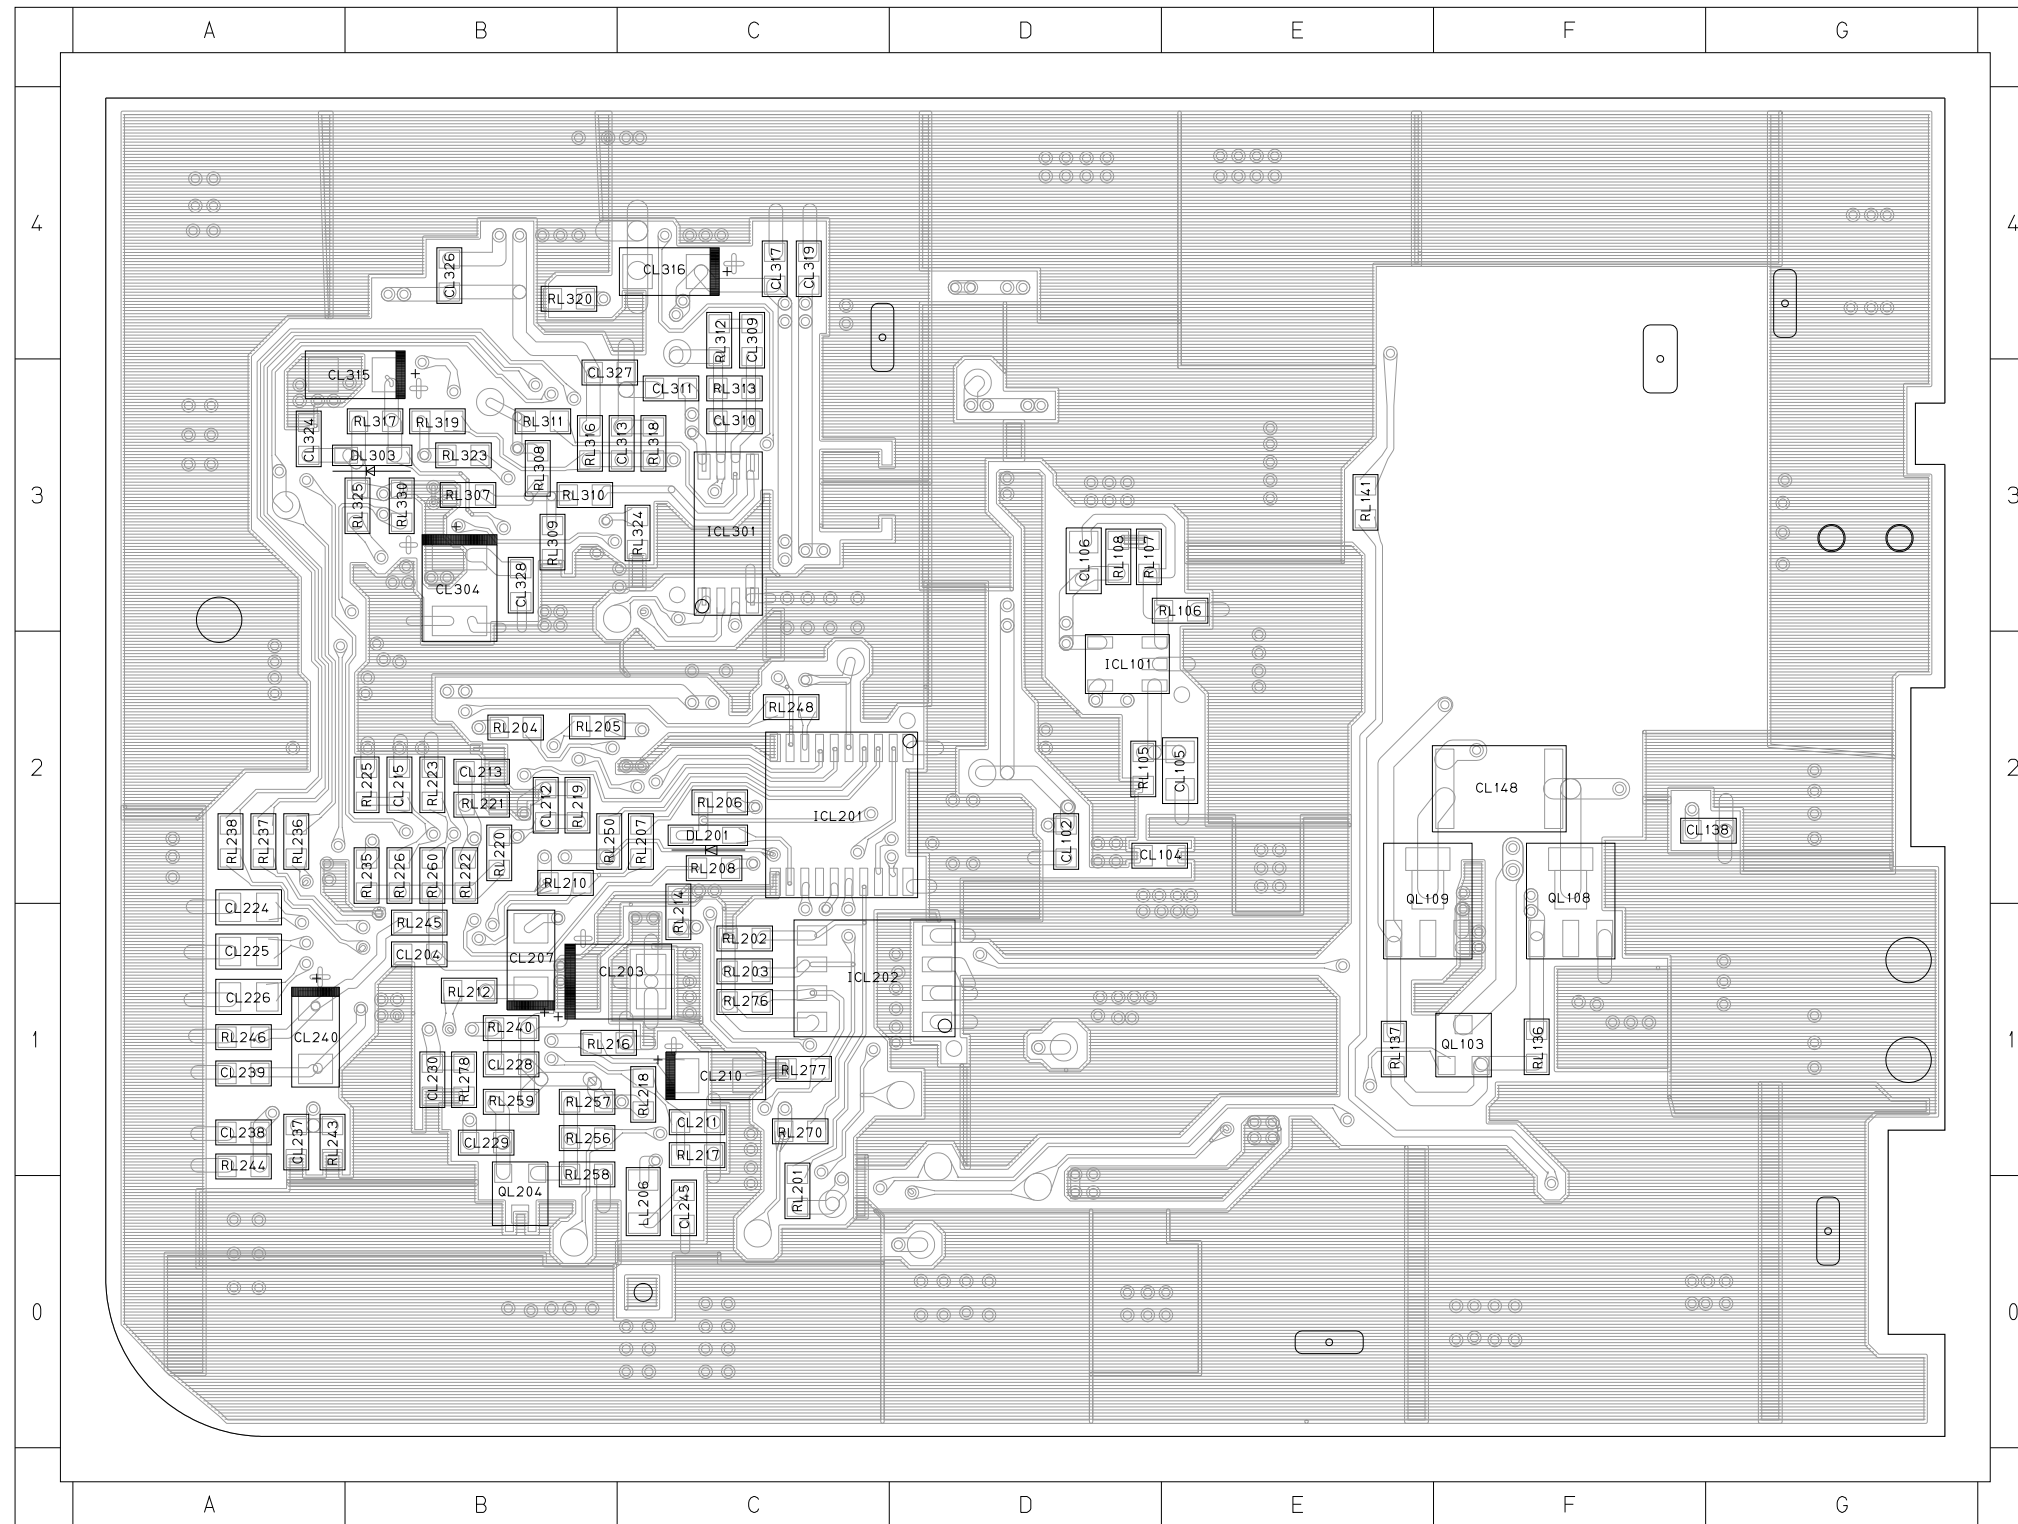 A B C D E F G
4 4
CL326 CL316 + CL317 CL319
RL320
RL312 CL309
CL315 + CL327 CL311 RL313
CL324 RL317 RL319 RL311 RL316 CL313 RL318 CL310
DL303 RL323 RL308
3 3
RL325 RL330 RL307 RL310 RL141
+ RL309 RL324 ICL301
CL106 RL108 RL107
CL304 CL328
RL106
ICL101
RL248
RL204 RL205
2 2
RL225 CL215 RL223 CL213 RL105 CL105
RL221 CL212 RL219 RL206 CL148
ICL201
RL238 RL237 RL236 RL220 RL250 RL207 DL201 CL102 CL138
RL235 RL226 RL260 RL222 RL208 CL104
RL210
CL224 RL214 QL109 QL108
RL245
CL225 CL204 CL207 RL202
CL203 RL203 ICL202
+
CL226 RL212 RL276
+ +
RL246 CL240 RL240 RL216 RL137 QL103 RL136
1 1
CL239 CL230 RL278 CL228 + CL210 RL277
RL259 RL257 RL218
CL238 CL237 RL243 CL229 RL256 CL211 RL270
RL244 RL258 RL217
QL204 LL206 CL245 RL201
0 0
A B C D E F G